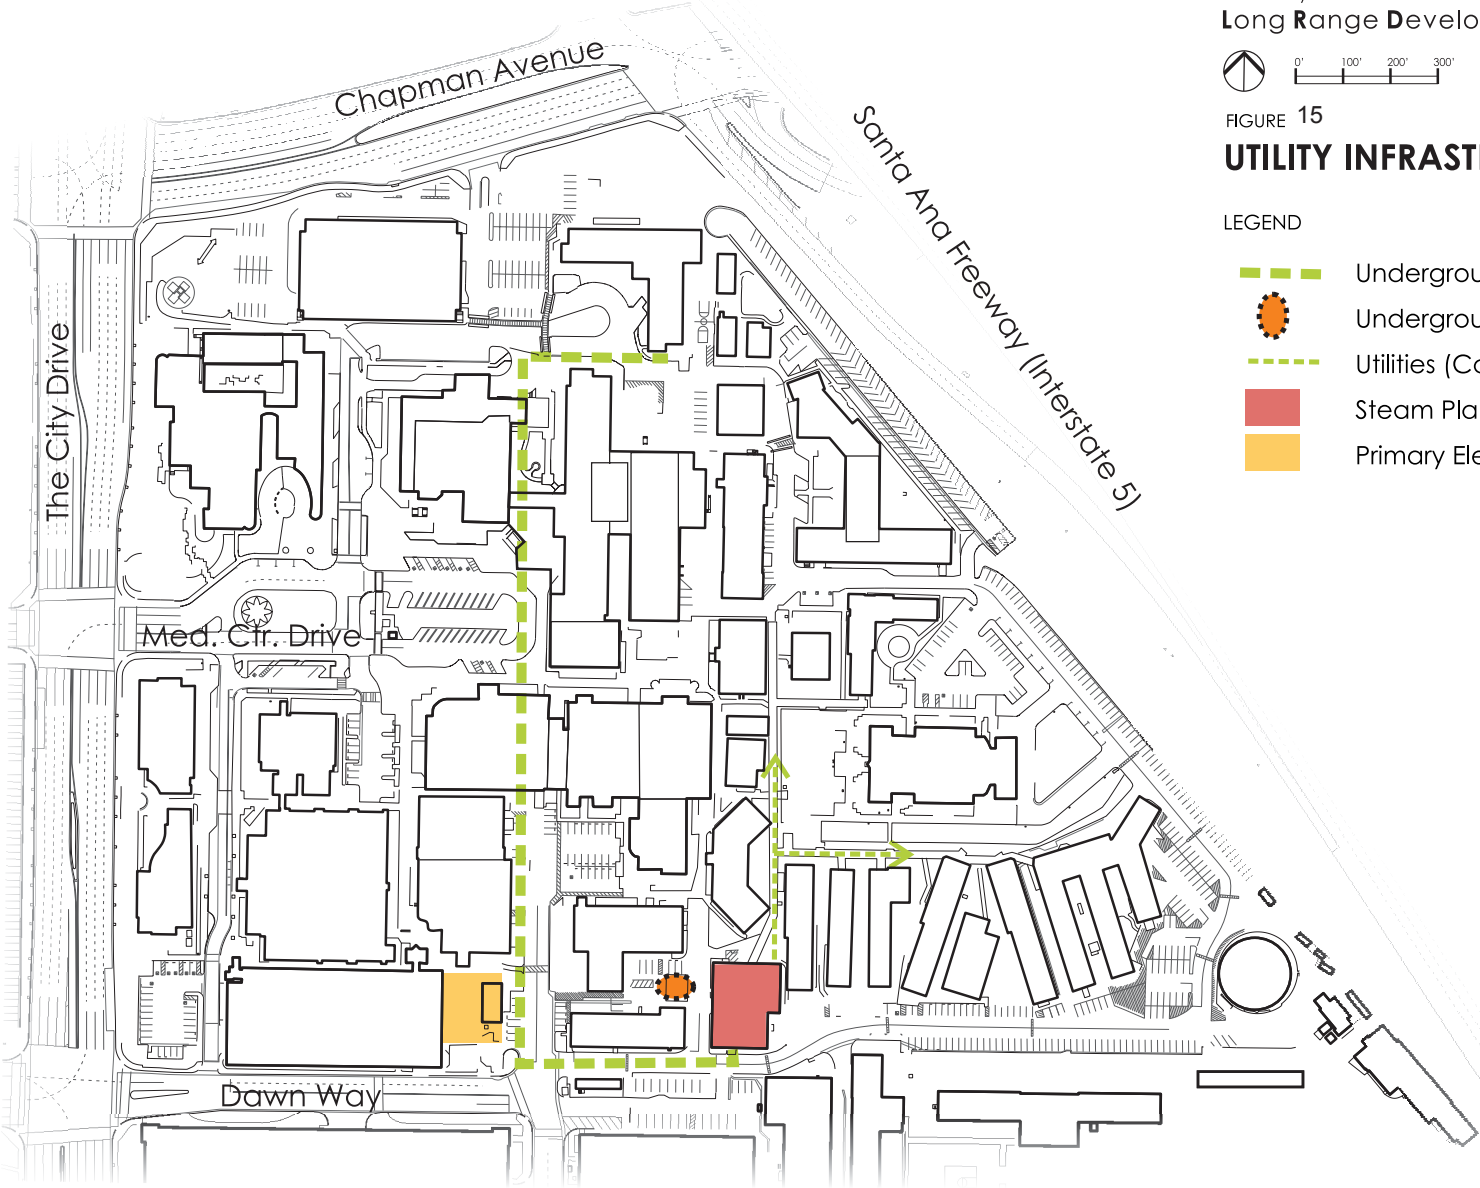 Long Range Develo
0' 100' 200' 300'
FIGURE 15
UTILITY INFRAST
LEGEND
Undergrou
Undergrou
Utilities (Co
Steam Pla
Primary Ele
Chapman Avenue
Santa Ana Freeway (Interstate 5)
The City Drive
Med. Ctr. Drive
Dawn Way